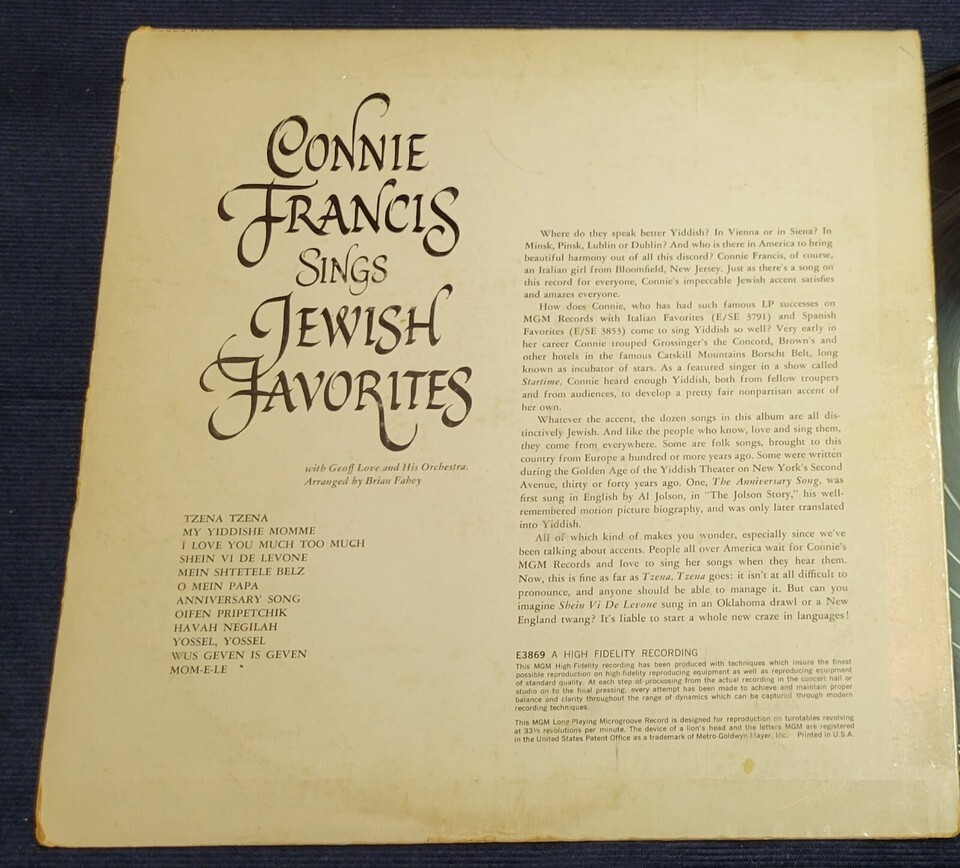 CONNIE
FRANCIS
SINGS
JEWISH
FAVORITES
with Geoff Love and His Orchestra.
Arranged by Brian Fahey
TZENA TZENA
MY YIDDISHE MOMME
I LOVE YOU MUCH TOO MUCH
SHEIN VI DE LEVONE
MEIN SHTETELE BELZ
O MEIN PAPA
ANNIVERSARY SONG
OIFEN PRIPETCHIK
HAVAH NEGILAH
YOSSEL, YOSSEL
WUS GEVEN IS GEVEN
MOM-E-LE
Where do they speak better Yiddish? In Vienna or in Siena? In
Minsk, Pinsk, Lublin or Dublin? And who is there in America to bring
beautiful harmony out of all this discord? Connie Francis, of course,
an Italian girl from Bloomfield, New Jersey. Just as there's a song on
this record for everyone, Connie's impeccable Jewish accent satisfies
and amazes everyone.
How does Connie, who has had such famous LP successes on
MGM Records with Italian Favorites (E/SE 3791) and Spanish
Favorites (E/SE 3853) come to sing Yiddish so well? Very early in
her career Connie trouped Grossinger's the Concord, Brown's and
other hotels in the famous Catskill Mountains Borscht Belt, long
known as incubator of stars. As a featured singer in a show called
Startime, Connie heard enough Yiddish, both from fellow troupers
and from audiences, to develop a pretty fair nonpartisan accent of
her own.
Whatever the accent, the dozen songs in this album are all dis-
tinctively Jewish. And like the people who know, love and sing them,
they come from everywhere. Some are folk songs, brought to this
country from Europe a hundred or more years ago. Some were written
during the Golden Age of the Yiddish Theater on New York's Second
Avenue, thirty or forty years ago. One, The Anniversary Song, was
first sung in English by Al Jolson, in "The Jolson Story," his well-
remembered motion picture biography, and was only later translated
into Yiddish.
All of which kind of makes you wonder, especially since we've
been talking about accents. People all over America wait for Connie's
MGM Records and love to sing her songs when they hear them.
Now, this is fine as far as Tzena, Tzena goes: it isn't at all difficult to
pronounce, and anyone should be able to manage it. But can you
imagine Shein Vi De Levone sung in an Oklahoma drawl or a New
England twang? It's liable to start a whole new craze in languages!
E3869 A HIGH FIDELITY RECORDING
This MGM High Fidelity recording has been produced with techniques which insure the finest
possible reproduction on high-fidelity reproducing equipment as well as reproducing equipment
of standard quality. At each step of processing from the actual recording in the concert hall or
studio on to the final pressing, every attempt has been made to achieve and maintain proper
balance and clarity throughout the range of dynamics which can be captured through modern
recording techniques.
This MGM Long Playing Microgroove Record is designed for reproduction on turntables revolving
at 33⅓ revolutions per minute. The device of a lion's head and the letters MGM are registered
in the United States Patent Office as a trademark of Metro-Goldwyn Mayer, Inc. Printed in U.S.A.